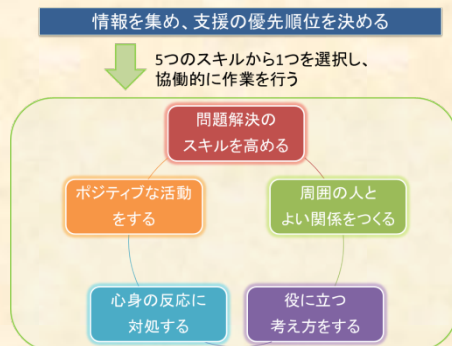 情報を集め、支援の優先順位を決める
5つのスキルから1つを選択し、
協働的に作業を行う
問題解決の
スキルを高める
ポジティブな活動
をする
周囲の人と
よい関係をつくる
心身の反応に
対処する
役に立つ
考え方をする